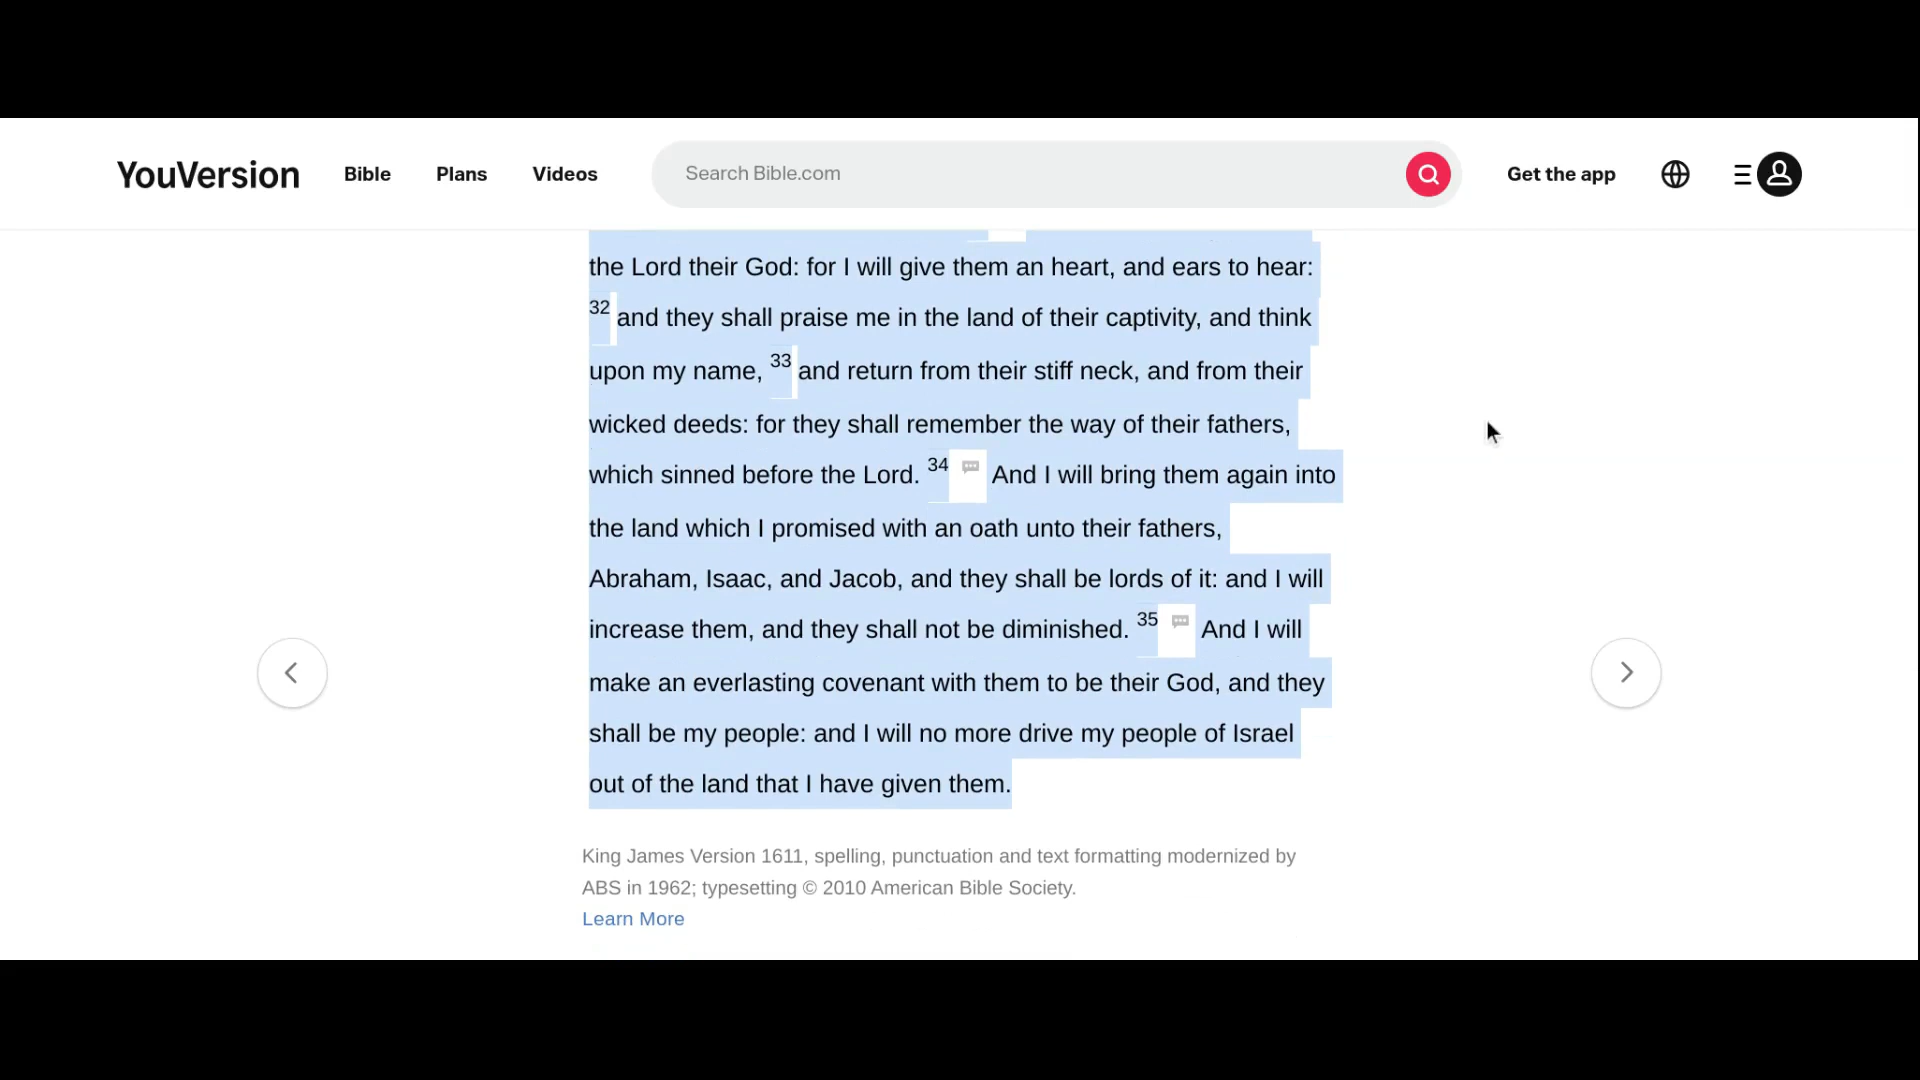 YouVersion Bible Plans Videos Search Bible.com Get the app
the Lord their God: for I will give them an heart, and ears to hear:
32 and they shall praise me in the land of their captivity, and think
upon my name, 33 and return from their stiff neck, and from their
wicked deeds: for they shall remember the way of their fathers,
which sinned before the Lord. 34 And I will bring them again into
the land which I promised with an oath unto their fathers,
Abraham, Isaac, and Jacob, and they shall be lords of it: and I will
increase them, and they shall not be diminished. 35 And I will
make an everlasting covenant with them to be their God, and they
shall be my people: and I will no more drive my people of Israel
out of the land that I have given them.
King James Version 1611, spelling, punctuation and text formatting modernized by
ABS in 1962; typesetting © 2010 American Bible Society.
Learn More